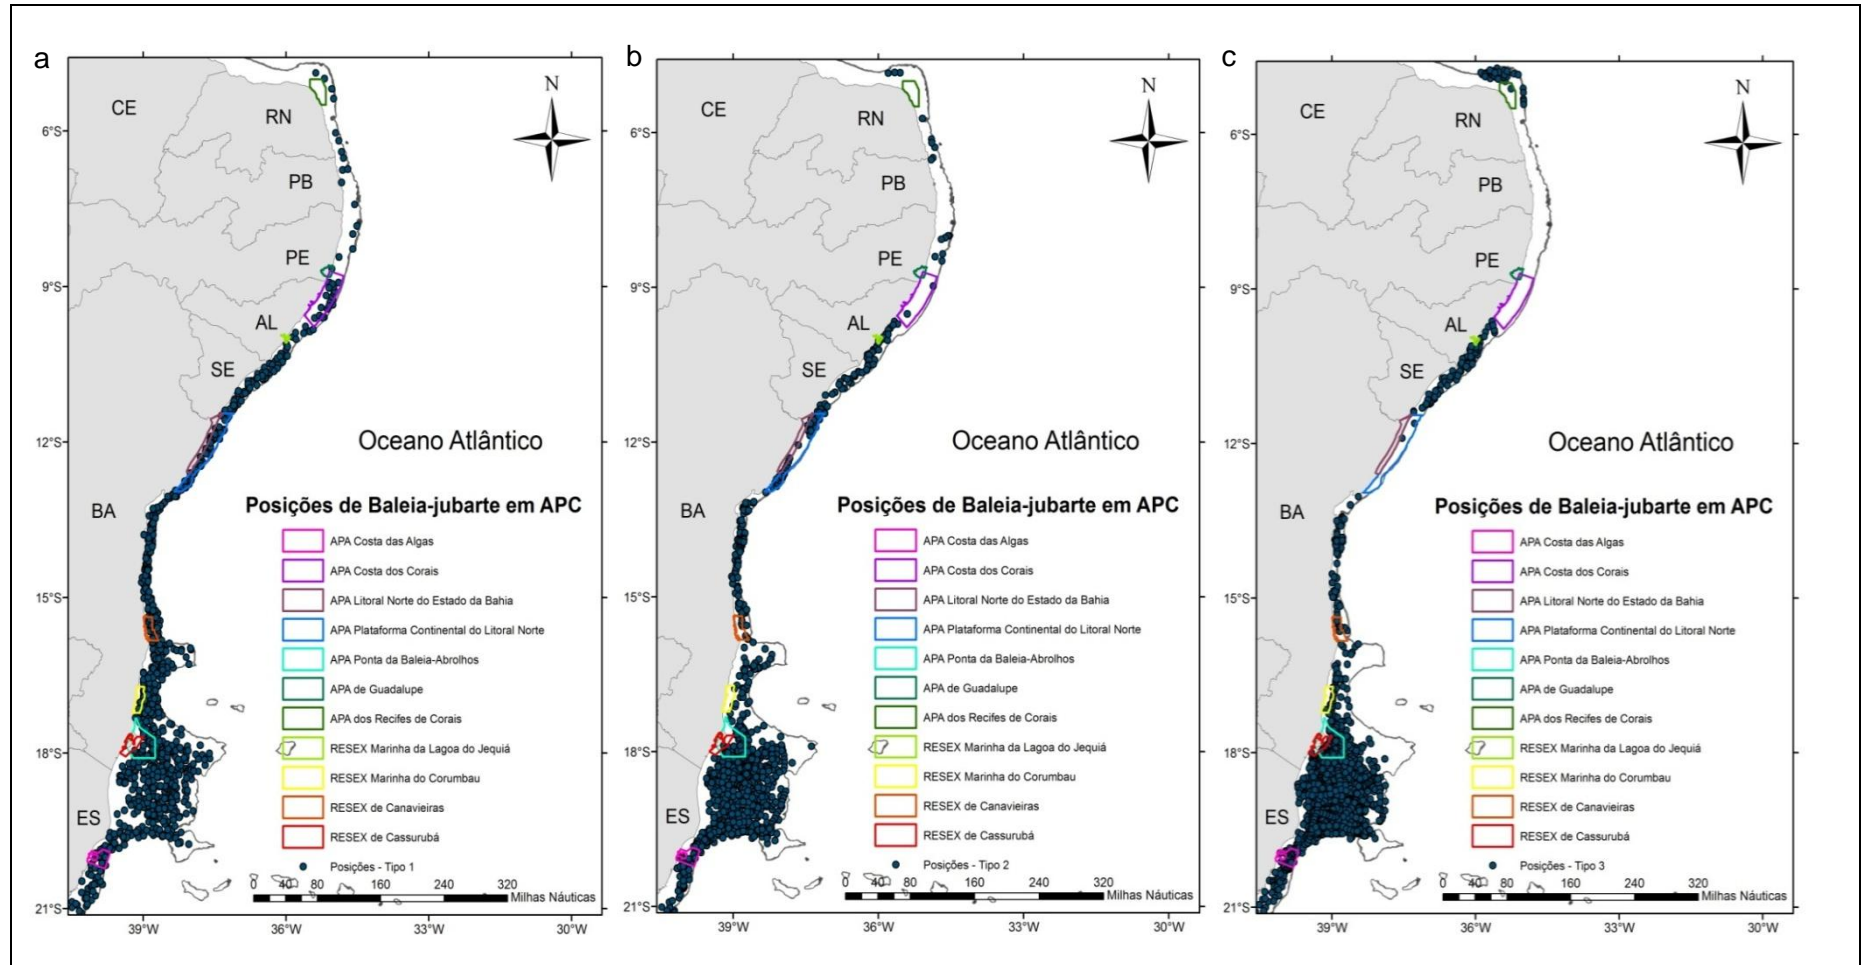 a
N
CE
RN
6°S
PB
PE
9°S
AL
SE
12°S
Oceano Atlântico
BA
Posições de Baleia-jubarte em APC
APA Costa das Algas
APA Costa dos Corais
15°S
APA Litoral Norte do Estado da Bahia
APA Plataforma Continental do Litoral Norte
APA Ponta da Baleia-Abrolhos
APA de Guadalupe
APA dos Recifes de Corais
18°S
RESEX Marinha da Lagoa do Jequiá
RESEX Marinha do Corumbau
RESEX de Canavieiras
ES
RESEX de Cassurubá
Posições - Tipo 1
0 40 80 160 240 320
Milhas Náuticas
21°S
39°W 36°W 33°W 30°W
b
N
CE
RN
6°S
PB
PE
9°S
AL
SE
12°S
Oceano Atlântico
BA
Posições de Baleia-jubarte em APC
APA Costa das Algas
APA Costa dos Corais
15°S
APA Litoral Norte do Estado da Bahia
APA Plataforma Continental do Litoral Norte
APA Ponta da Baleia-Abrolhos
APA de Guadalupe
APA dos Recifes de Corais
18°S
RESEX Marinha da Lagoa do Jequiá
RESEX Marinha do Corumbau
RESEX de Canavieiras
ES
RESEX de Cassurubá
Posições - Tipo 2
0 40 80 160 240 320
Milhas Náuticas
21°S
39°W 36°W 33°W 30°W
c
N
CE
RN
6°S
PB
PE
9°S
AL
SE
12°S
Oceano Atlântico
BA
Posições de Baleia-jubarte em APC
APA Costa das Algas
APA Costa dos Corais
15°S
APA Litoral Norte do Estado da Bahia
APA Plataforma Continental do Litoral Norte
APA Ponta da Baleia-Abrolhos
APA de Guadalupe
APA dos Recifes de Corais
18°S
RESEX Marinha da Lagoa do Jequiá
RESEX Marinha do Corumbau
RESEX de Canavieiras
ES
RESEX de Cassurubá
Posições - Tipo 3
0 40 80 160 240 320
Milhas Náuticas
21°S
39°W 36°W 33°W 30°W